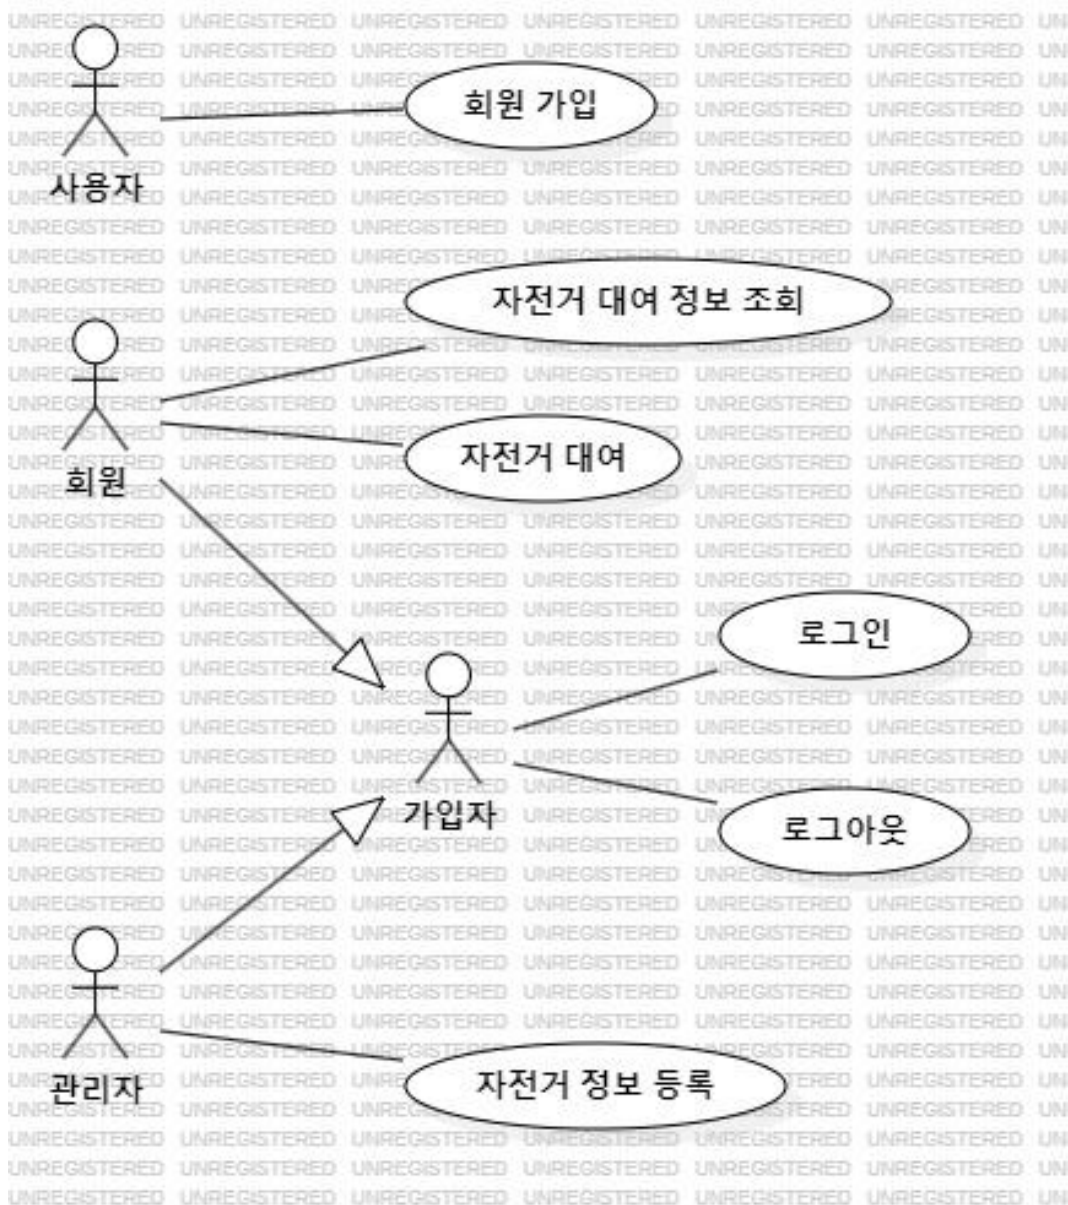 회원 가입
사용자
자전거 대여 정보 조회
자전거 대여
회원
로그인
가입자
로그아웃
관리자
자전거 정보 등록
UNREGISTERED